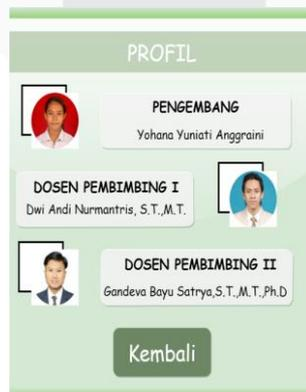 PROFIL
PENGEMBANG
Yohana Yuniati Anggraini
DOSEN PEMBIMBING I
Dwi Andi Nurmantris, S.T.,M.T.
DOSEN PEMBIMBING II
Gandeva Bayu Satrya,S.T.,M.T.,Ph.D
Kembali